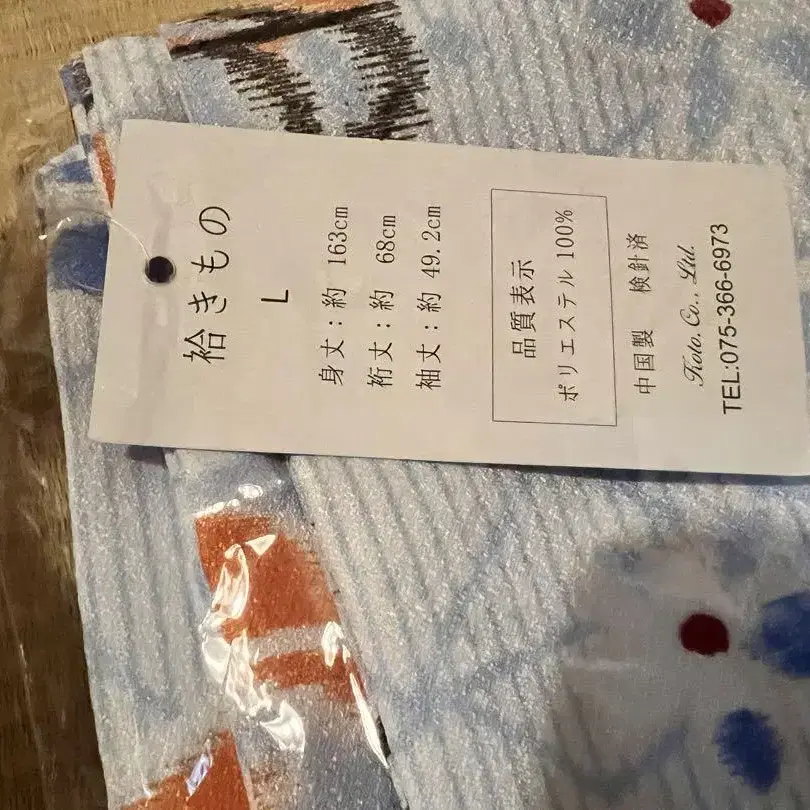 袷きもの
L
身丈：約 163cm
裄丈：約 68cm
袖丈：約 49.2cm
品質表示
ポリエステル 100%
中国製 検針済
Koto. Co., Ltd.
TEL:075-366-6973